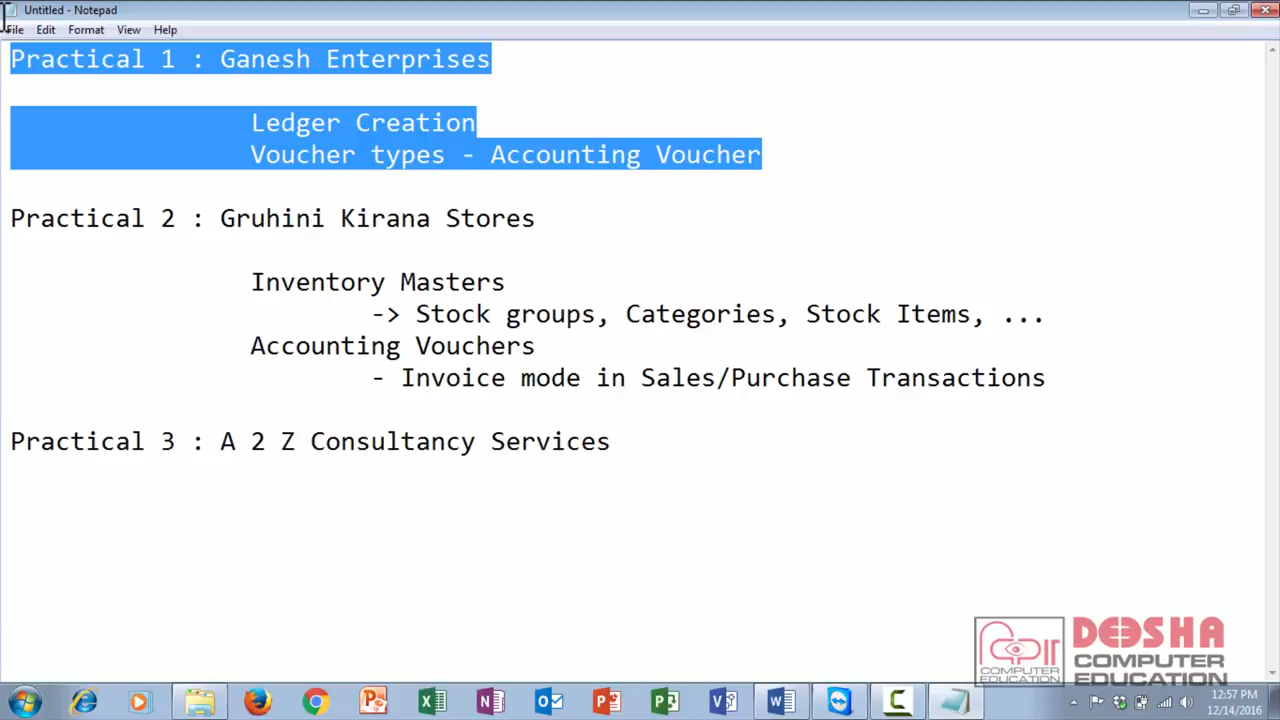 Untitled - Notepad
File Edit Format View Help
Practical 1 : Ganesh Enterprises
Ledger Creation
Voucher types - Accounting Voucher
Practical 2 : Gruhini Kirana Stores
Inventory Masters
-> Stock groups, Categories, Stock Items, ...
Accounting Vouchers
- Invoice mode in Sales/Purchase Transactions
Practical 3 : A 2 Z Consultancy Services
COMPUTER
EDUCATION
DEESHA
COMPUTER
EDUCATION
12:57 PM
12/14/2016